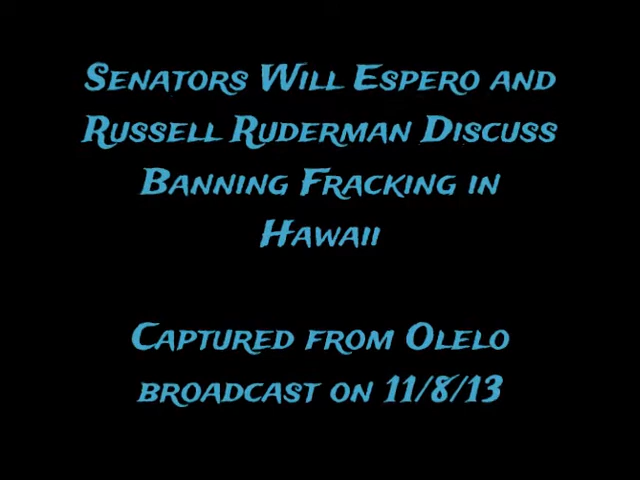 Senators Will Espero and
Russell Ruderman Discuss
Banning Fracking in
Hawaii
Captured from Olelo
broadcast on 11/8/13